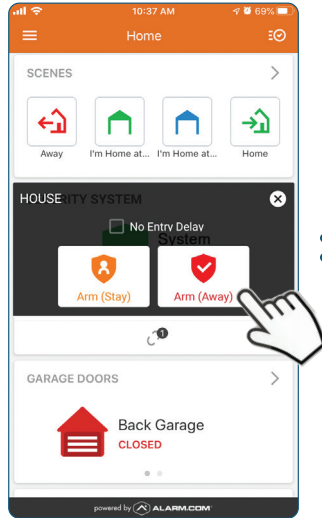 10:37 AM
69%
Home
SCENES
Away
I'm Home at...
I'm Home at...
Home
HOUSE
RITY SYSTEM
No Entry Delay
System
Arm (Stay)
Arm (Away)
1
GARAGE DOORS
Back Garage
CLOSED
powered by ALARM.COM